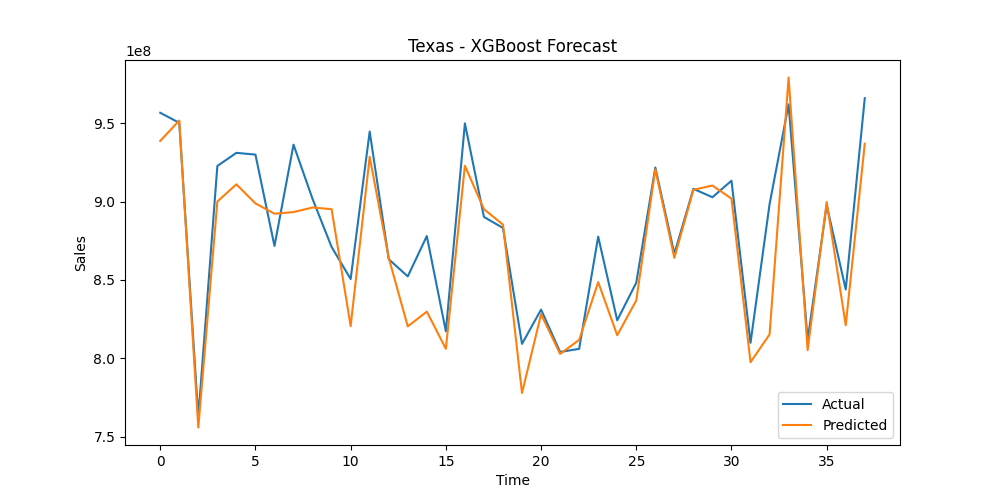 Texas - XGBoost Forecast
1e8
9.5
9.0
8.5
8.0
7.5
Sales
0 5 10 15 20 25 30 35
Time
Actual
Predicted